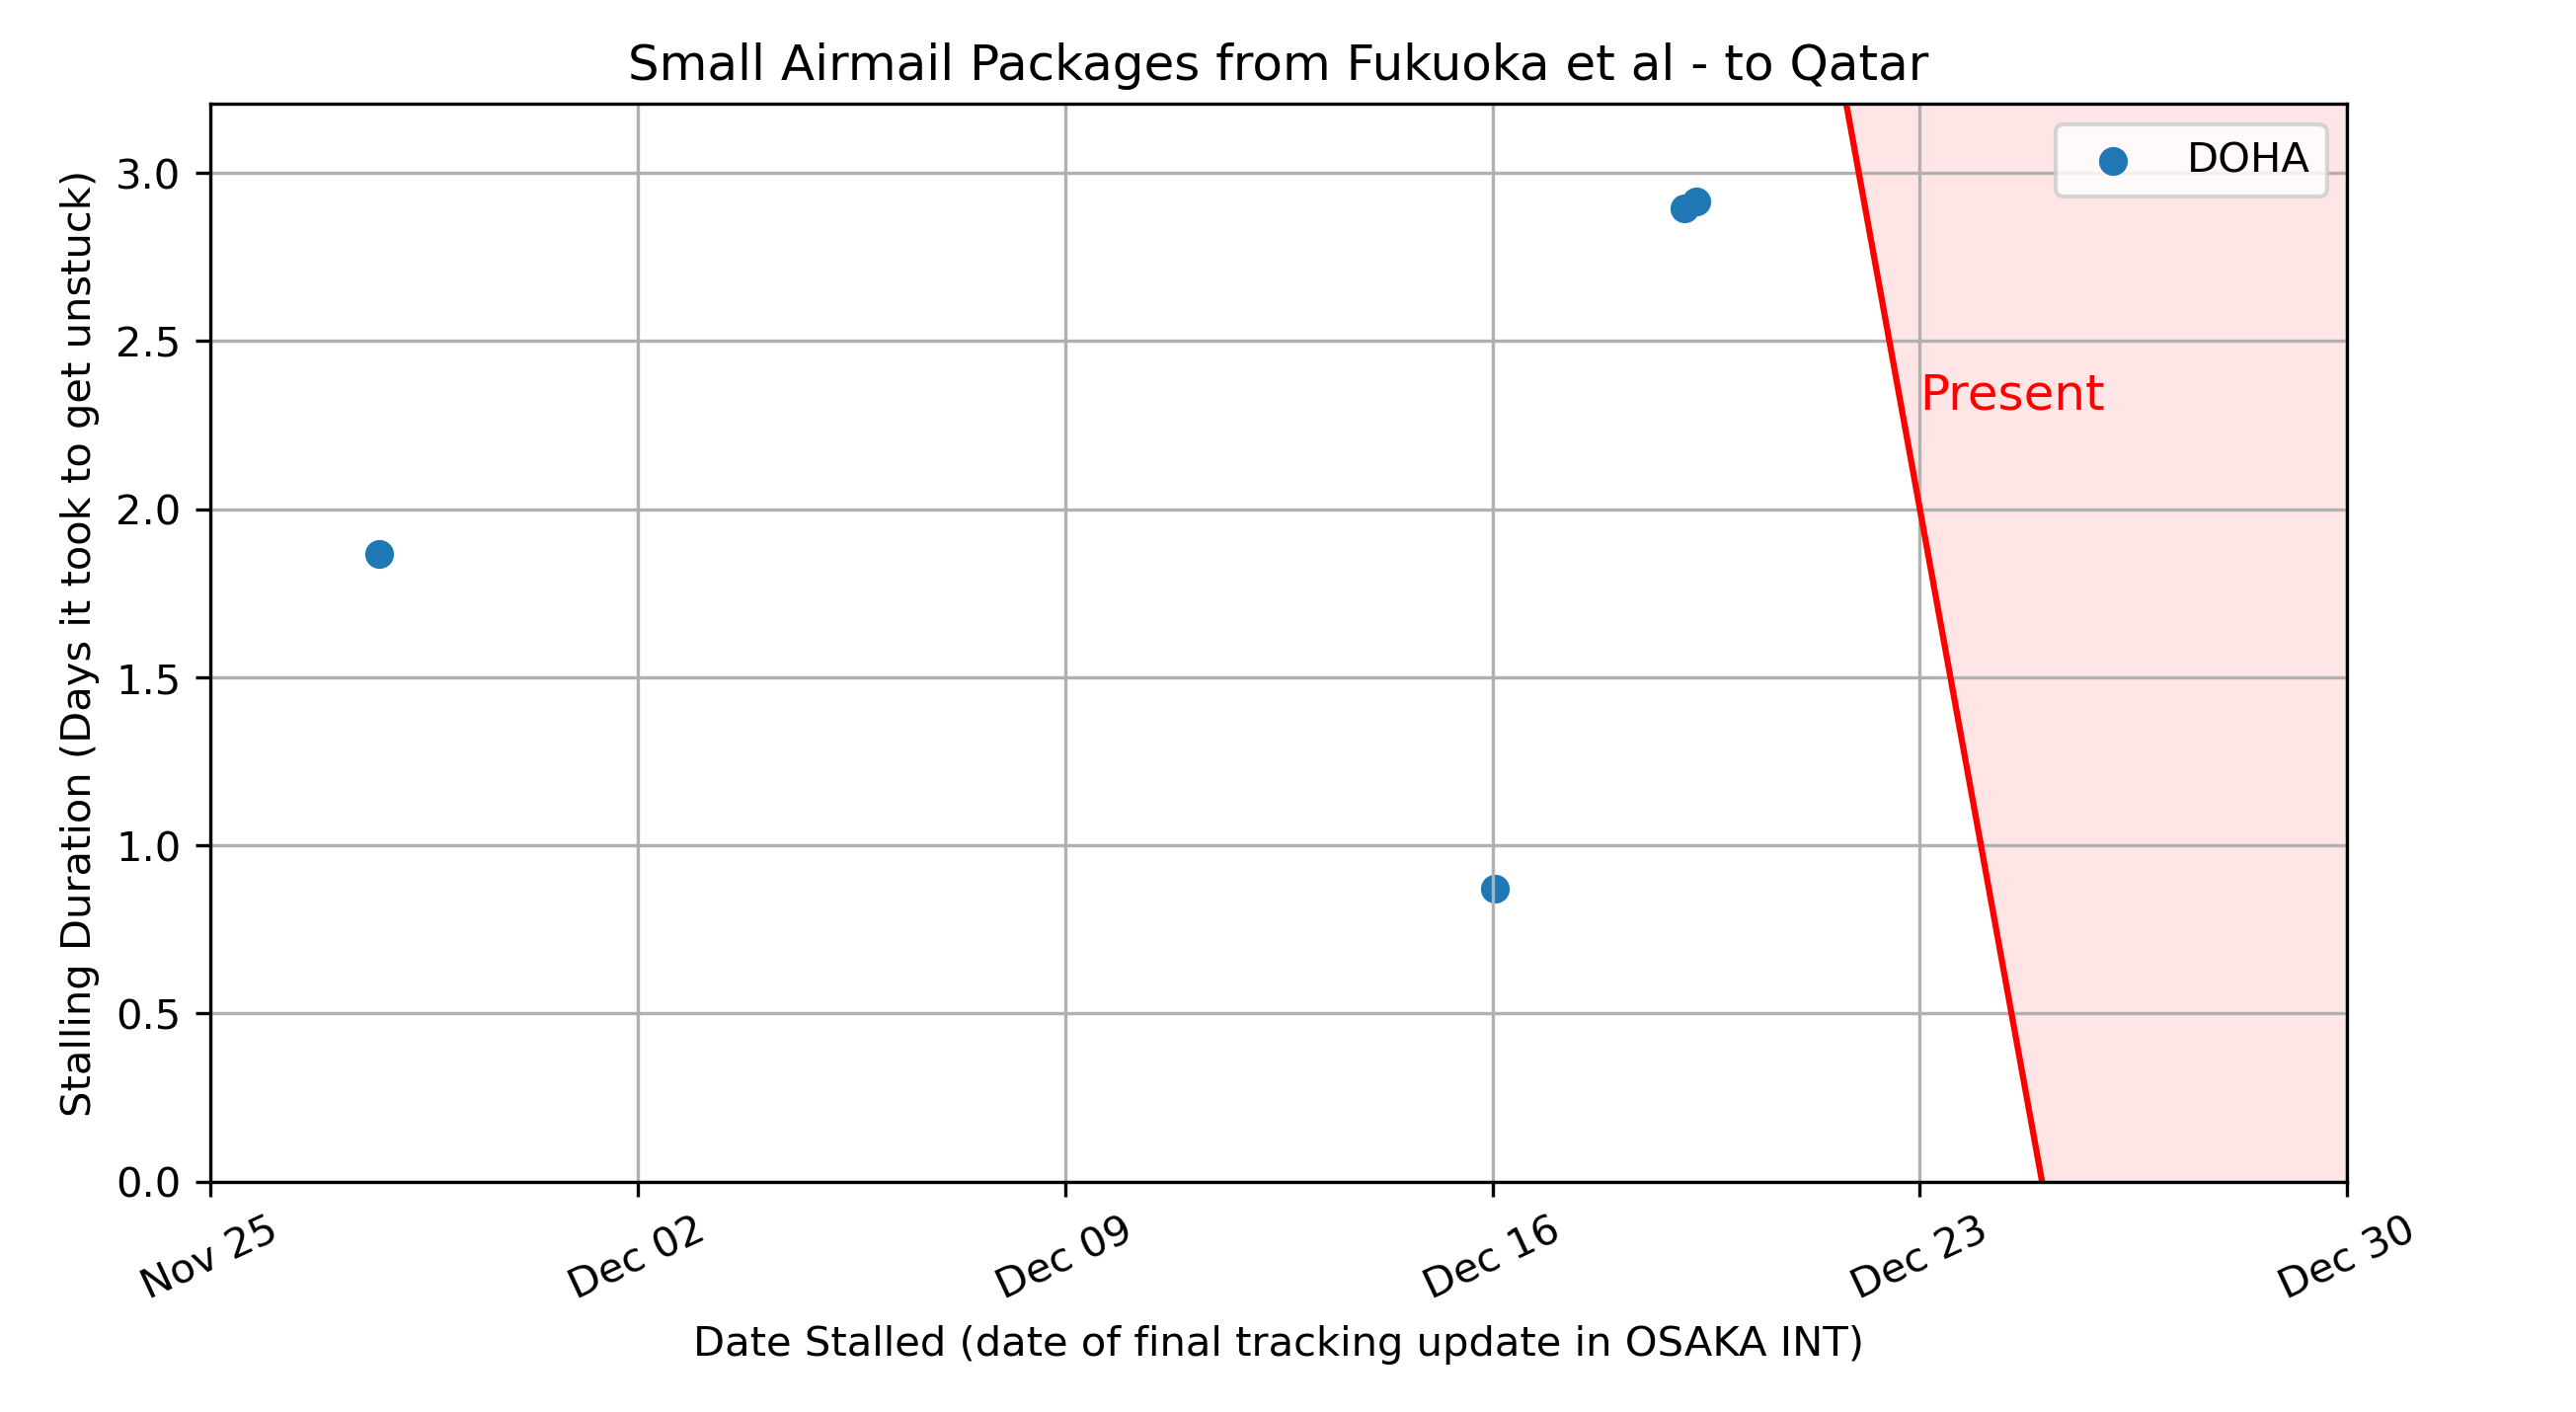 Small Airmail Packages from Fukuoka et al - to Qatar
DOHA
Present
Stalling Duration (Days it took to get unstuck)
3.0
2.5
2.0
1.5
1.0
0.5
0.0
Nov 25
Dec 02
Dec 09
Dec 16
Dec 23
Dec 30
Date Stalled (date of final tracking update in OSAKA INT)